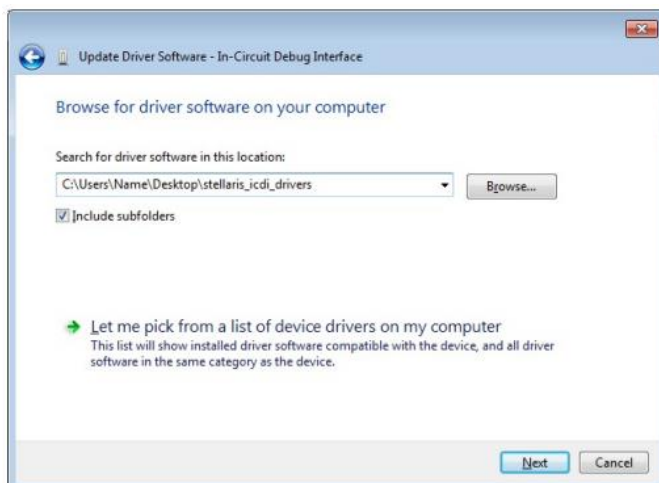 Update Driver Software - In-Circuit Debug Interface
Browse for driver software on your computer
Search for driver software in this location:
C:\Users\Name\Desktop\stellaris_icdi_drivers
Browse...
Include subfolders
Let me pick from a list of device drivers on my computer
This list will show installed driver software compatible with the device, and all driver
software in the same category as the device.
Next
Cancel